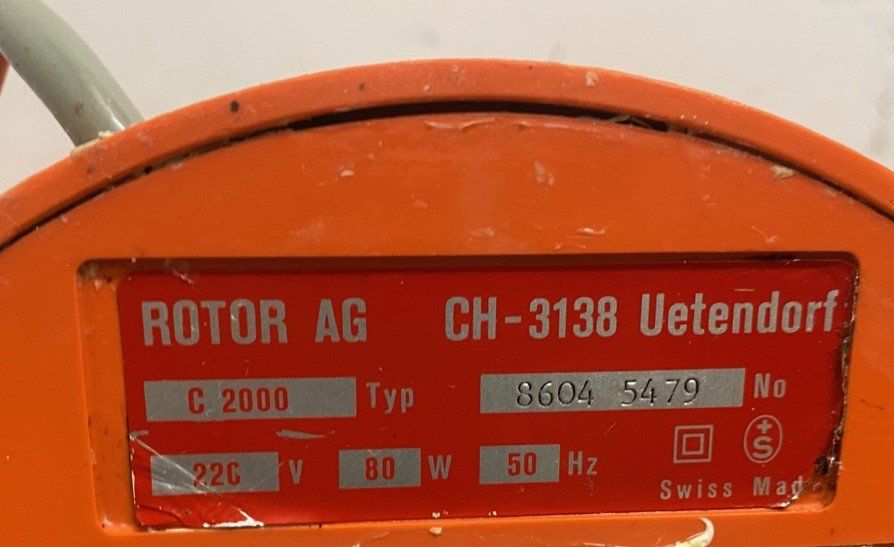 ROTOR AG CH-3138 Uetendorf
C 2000 Typ 8604 5479 No
220 V 80 W 50 Hz
+S
Swiss Made